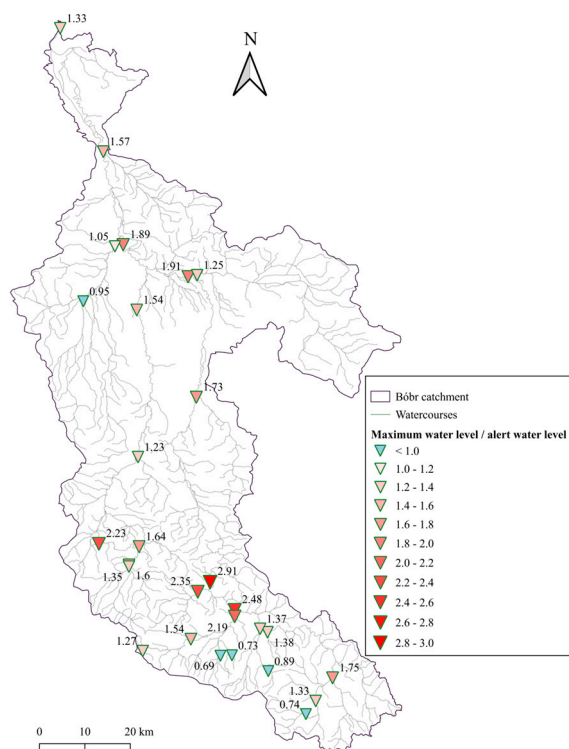 1.33
N
1.57
1.05
1.89
1.91
1.25
0.95
1.54
1.73
Bóbr catchment
Watercourses
Maximum water level / alert water level
< 1.0
1.0 - 1.2
1.2 - 1.4
1.4 - 1.6
1.6 - 1.8
1.8 - 2.0
2.0 - 2.2
2.2 - 2.4
2.4 - 2.6
2.6 - 2.8
2.8 - 3.0
1.23
2.23
1.64
1.35
1.6
2.91
2.35
2.48
2.19
1.37
1.54
1.38
1.27
0.73
0.69
0.89
1.75
1.33
0.74
0 10 20 km